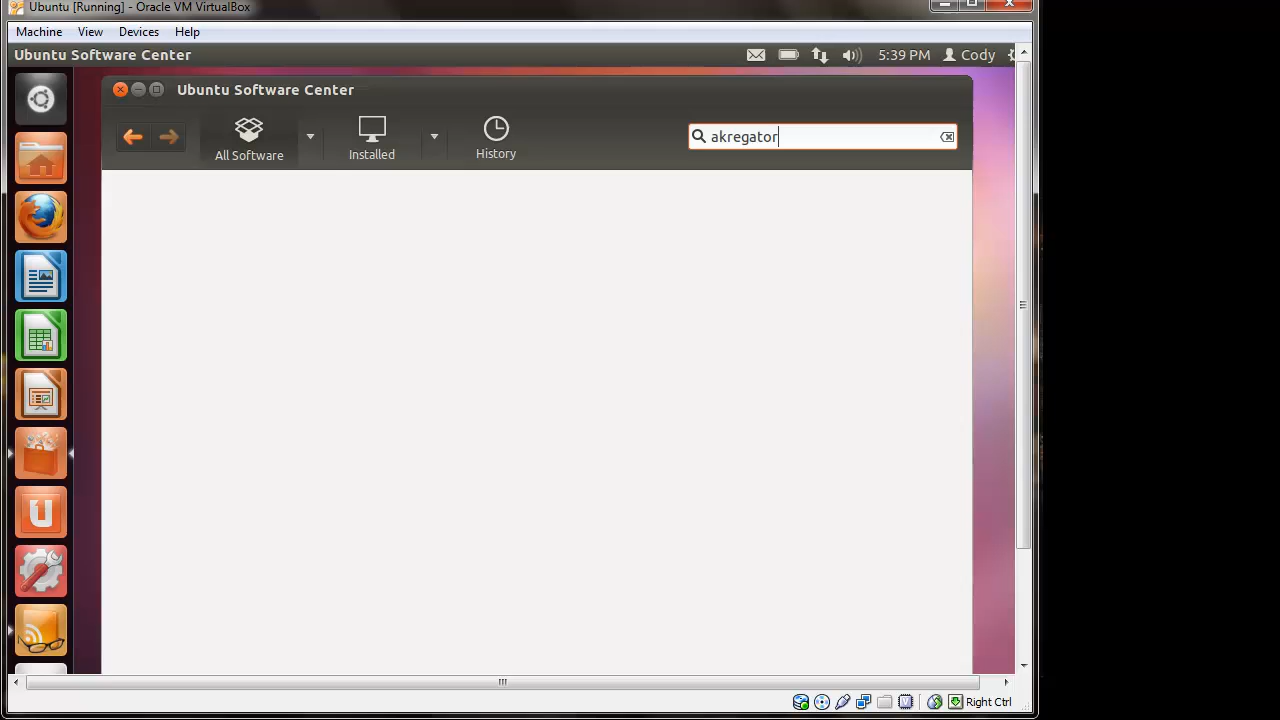 Ubuntu [Running] - Oracle VM VirtualBox
Machine View Devices Help
Ubuntu Software Center 5:39 PM Cody
Ubuntu Software Center
All Software Installed History akregator
Right Ctrl